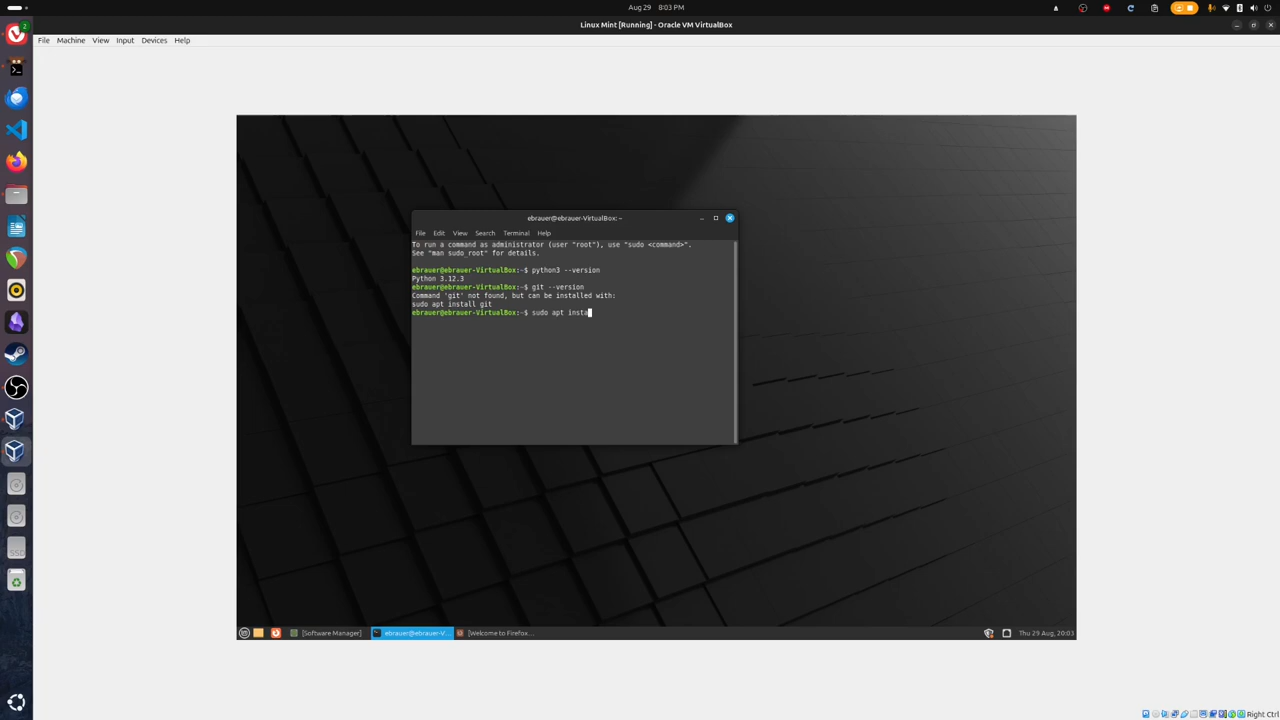 Aug 29 8:03 PM
Linux Mint [Running] - Oracle VM VirtualBox
2
File Machine View Input Devices Help
ebrauer@ebrauer-VirtualBox: ~
File Edit View Search Terminal Help
To run a command as administrator (user "root"), use "sudo <command>".
See "man sudo_root" for details.
ebrauer@ebrauer-VirtualBox:~$ python3 --version
Python 3.12.3
ebrauer@ebrauer-VirtualBox:~$ git --version
Command 'git' not found, but can be installed with:
sudo apt install git
ebrauer@ebrauer-VirtualBox:~$ sudo apt insta
SSD
[Software Manager] ebrauer@ebrauer-V... [Welcome to Firefox... Thu 29 Aug, 20:03
Right Ctrl